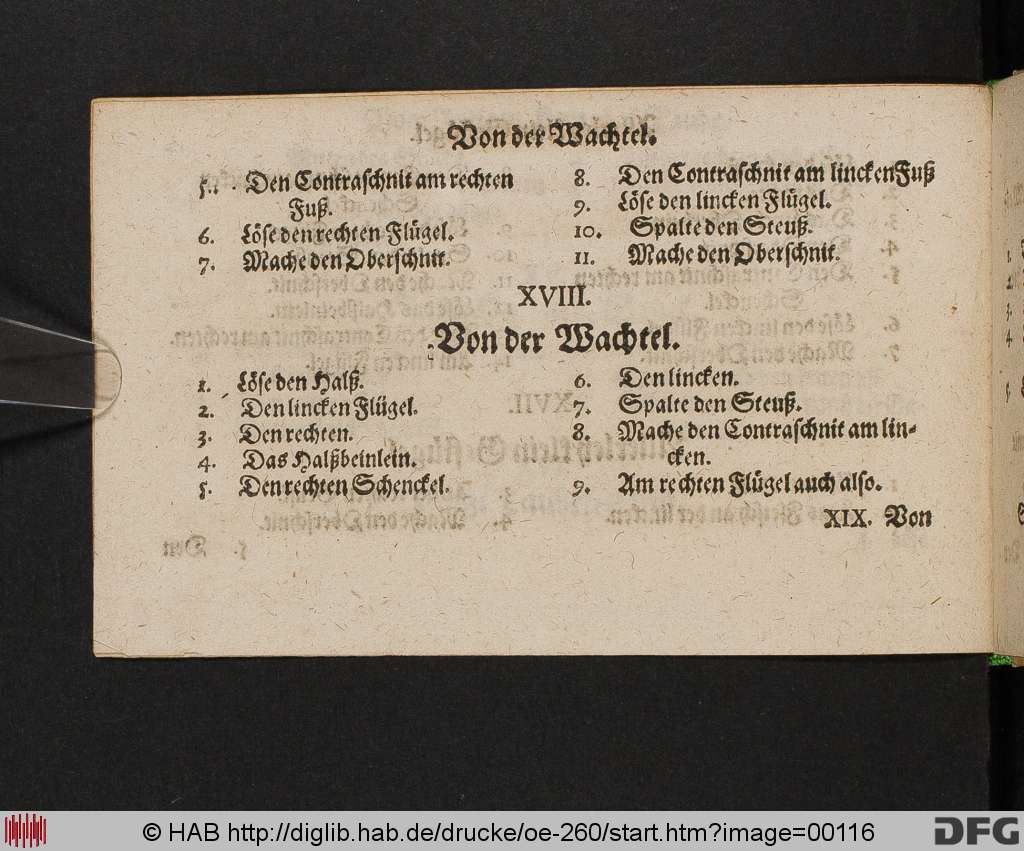 Von der Wachtel.
5. Den Contraschnit am rechten
Fuß.
6. Löse den rechten Flügel.
7. Mache den Oberschnit.
8. Den Contraschnit am lincken Fuß
9. Löse den lincken Flügel.
10. Spalte den Steuß.
11. Mache den Oberschnit.
XVIII.
Von der Wachtel.
1. Löse den Halß.
2. Den lincken Flügel.
3. Den rechten.
4. Das Halßbeinlein.
5. Den rechten Schenckel.
6. Den lincken.
7. Spalte den Steuß.
8. Mache den Contraschnit am lin-
cken.
9. Am rechten Flügel auch also.
XIX. Von
© HAB http://diglib.hab.de/drucke/oe-260/start.htm?image=00116
DFG